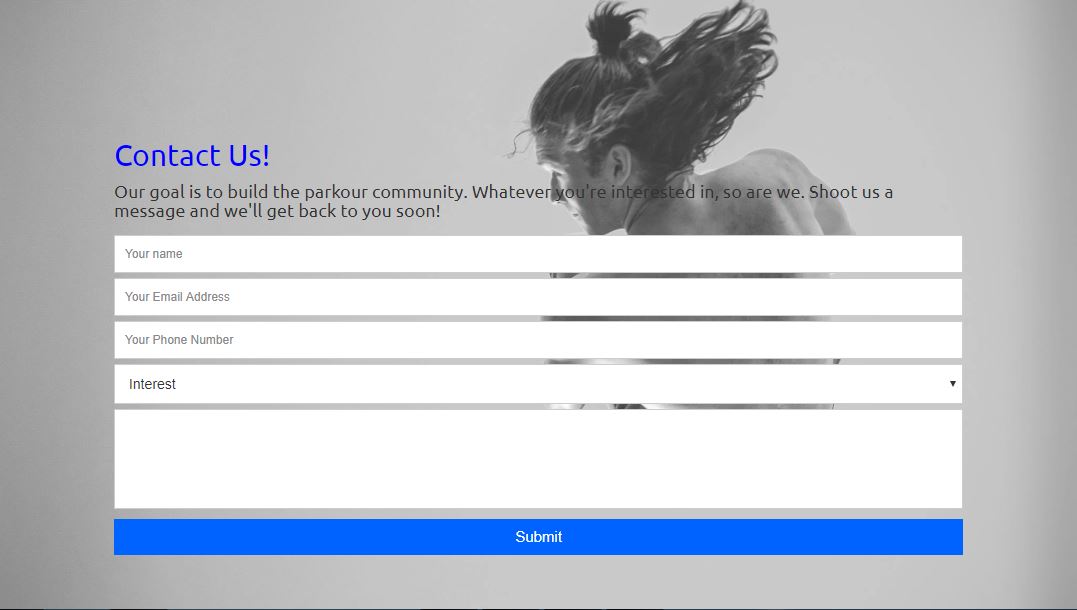 Contact Us!
Our goal is to build the parkour community. Whatever you're interested in, so are we. Shoot us a
message and we'll get back to you soon!
Your name
Your Email Address
Your Phone Number
Interest
Submit